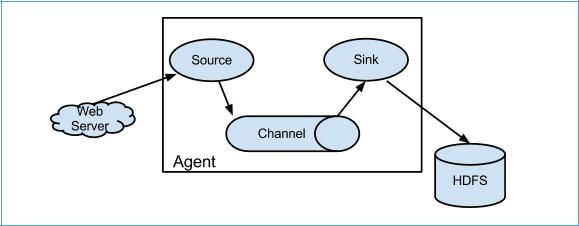 Source
Sink
Web
Server
Channel
Agent
HDFS